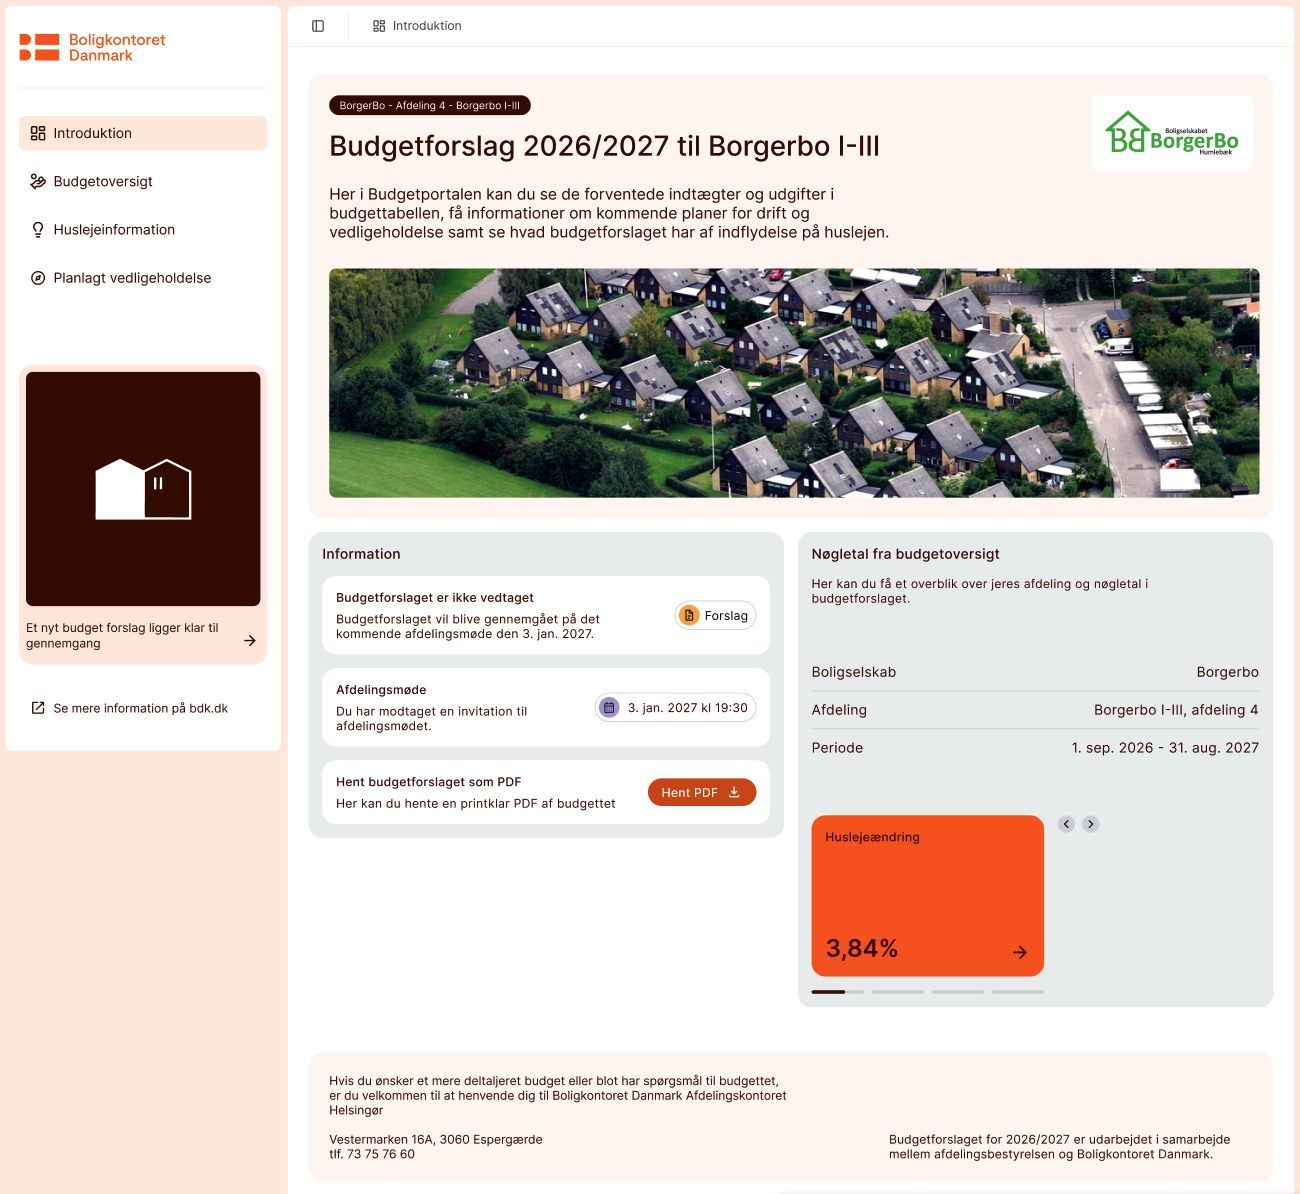 Boligkontoret
Danmark
Introduktion
Budgetoversigt
Huslejeinformation
Planlagt vedligeholdelse
Et nyt budget forslag ligger klar til
gennemgang
Se mere information på bdk.dk
Introduktion
BorgerBo - Afdeling 4 - Borgerbo I-III
Budgetforslag 2026/2027 til Borgerbo I-III
Boligselskabet
BorgerBo
Humlebæk
Her i Budgetportalen kan du se de forventede indtægter og udgifter i
budgettabellen, få informationer om kommende planer for drift og
vedligeholdelse samt se hvad budgetforslaget har af indflydelse på huslejen.
Information
Budgetforslaget er ikke vedtaget
Budgetforslaget vil blive gennemgået på det
kommende afdelingsmøde den 3. jan. 2027.
Forslag
Afdelingsmøde
Du har modtaget en invitation til
afdelingsmødet.
3. jan. 2027 kl 19:30
Hent budgetforslaget som PDF
Her kan du hente en printklar PDF af budgettet
Hent PDF
Nøgletal fra budgetoversigt
Her kan du få et overblik over jeres afdeling og nøgletal i
budgetforslaget.
Boligselskab Borgerbo
Afdeling Borgerbo I-III, afdeling 4
Periode 1. sep. 2026 - 31. aug. 2027
Huslejeændring
3,84%
Hvis du ønsker et mere deltaljeret budget eller blot har spørgsmål til budgettet,
er du velkommen til at henvende dig til Boligkontoret Danmark Afdelingskontoret
Helsingør
Vestermarken 16A, 3060 Espergærde
tlf. 73 75 76 60
Budgetforslaget for 2026/2027 er udarbejdet i samarbejde
mellem afdelingsbestyrelsen og Boligkontoret Danmark.